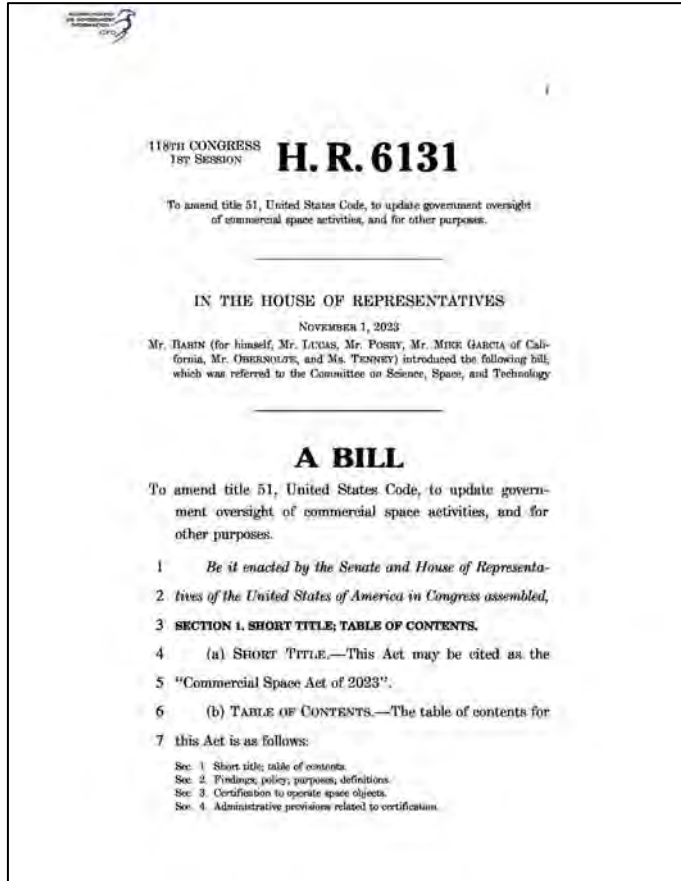 AUTHENTICATED
U.S. GOVERNMENT
INFORMATION
GPO
I
118TH CONGRESS
1ST SESSION
H. R. 6131
To amend title 51, United States Code, to update government oversight
of commercial space activities, and for other purposes.
IN THE HOUSE OF REPRESENTATIVES
NOVEMBER 1, 2023
Mr. BABIN (for himself, Mr. LUCAS, Mr. POSEY, Mr. MIKE GARCIA of Cali-
fornia, Mr. OBERNOLTE, and Ms. TENNEY) introduced the following bill,
which was referred to the Committee on Science, Space, and Technology
A BILL
To amend title 51, United States Code, to update govern-
ment oversight of commercial space activities, and for
other purposes.
1 Be it enacted by the Senate and House of Representa-
2 tives of the United States of America in Congress assembled,
3 SECTION 1. SHORT TITLE; TABLE OF CONTENTS.
4 (a) SHORT TITLE.—This Act may be cited as the
5 “Commercial Space Act of 2023”.
6 (b) TABLE OF CONTENTS.—The table of contents for
7 this Act is as follows:
Sec. 1. Short title; table of contents.
Sec. 2. Findings; policy; purposes; definitions.
Sec. 3. Certification to operate space objects.
Sec. 4. Administrative provisions related to certification.